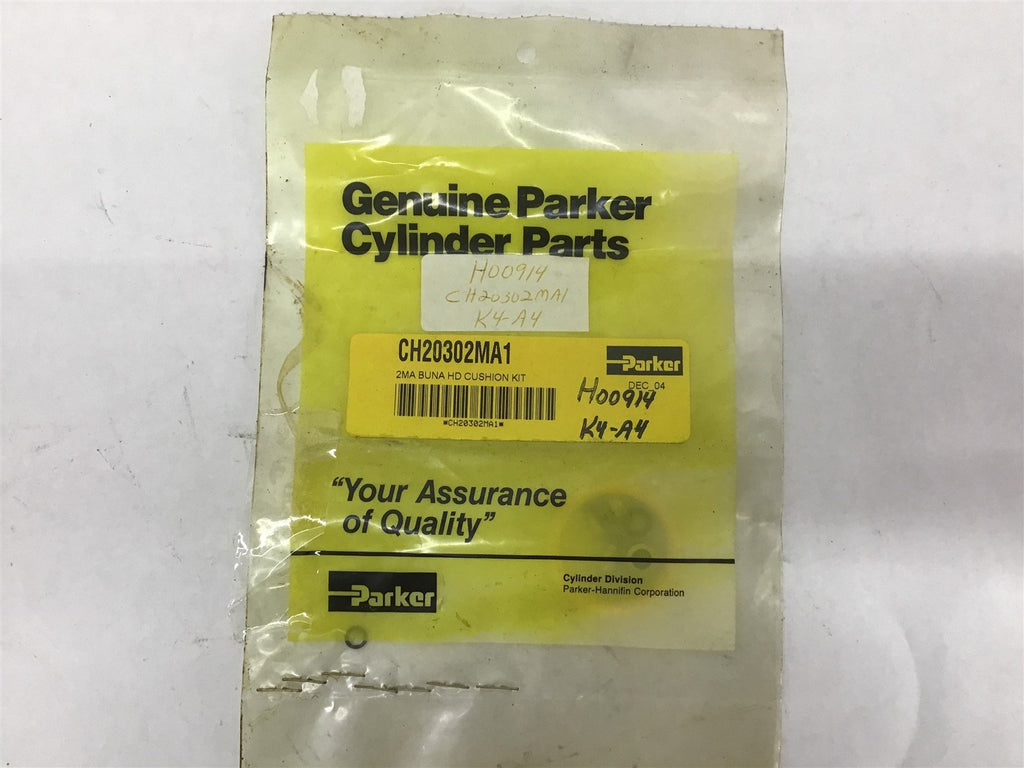 Genuine Parker
Cylinder Parts
H00914
CH20302MA1
K4-A4
CH20302MA1
Parker
2MA BUNA HD CUSHION KIT
DEC 04
H00914
*CH20302MA1*
K4-A4
"Your Assurance
of Quality"
Parker
Cylinder Division
Parker-Hannifin Corporation